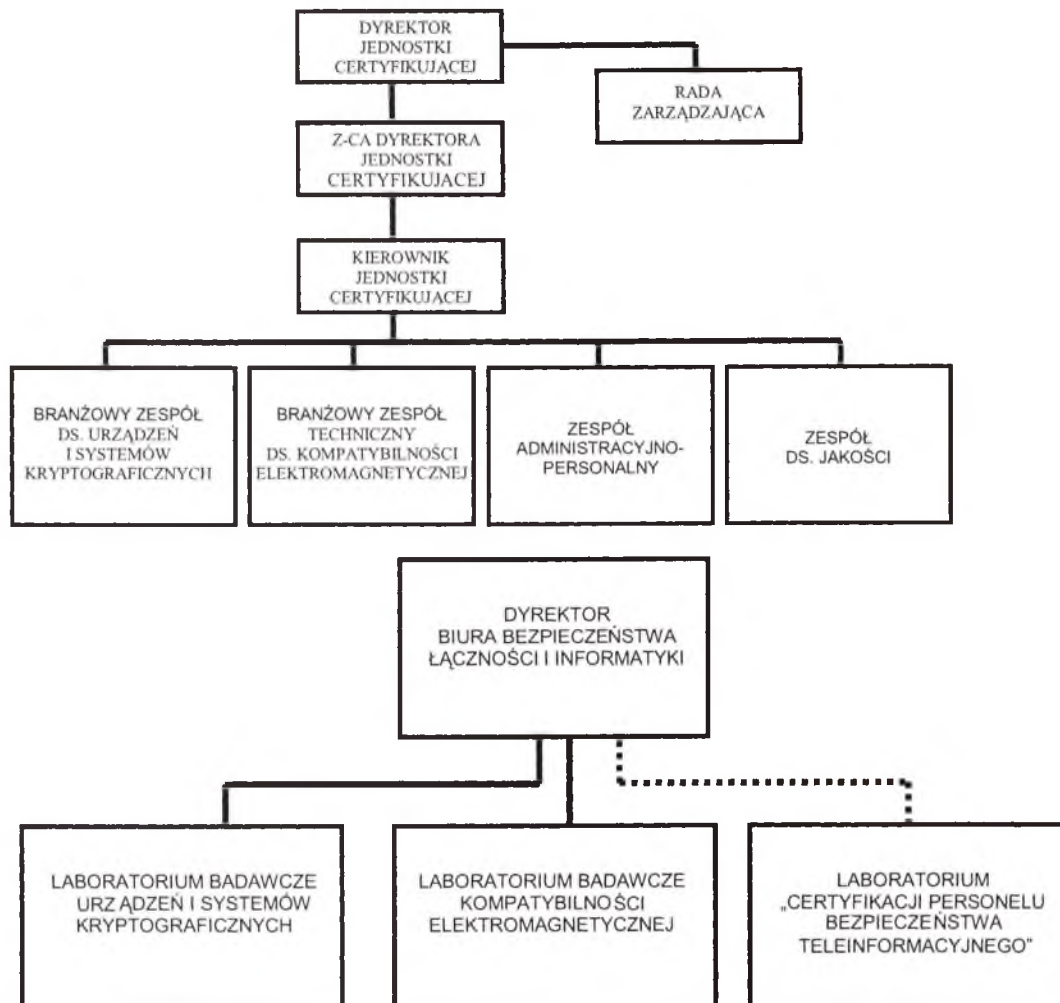 DYREKTOR
JEDNOSTKI
CERTYFIKUJĄCEJ
RADA
ZARZĄDZAJĄCA
Z-CA DYREKTORA
JEDNOSTKI
CERTYFIKUJACEJ
KIEROWNIK
JEDNOSTKI
CERTYFIKUJĄCEJ
BRANŻOWY ZESPÓŁ
DS. URZĄDZEŃ
I SYSTEMÓW
KRYPTOGRAFICZNYCH
BRANŻOWY ZESPÓŁ
TECHNICZNY
DS. KOMPATYBILNOŚCI
ELEKTROMAGNETYCZNEJ
ZESPÓŁ
ADMINISTRACYJNO-
PERSONALNY
ZESPÓŁ
DS. JAKOŚCI
DYREKTOR
BIURA BEZPIECZEŃSTWA
ŁĄCZNOŚCI I INFORMATYKI
LABORATORIUM BADAWCZE
URZĄDZEŃ I SYSTEMÓW
KRYPTOGRAFICZNYCH
LABORATORIUM BADAWCZE
KOMPATYBILNOŚCI
ELEKTROMAGNETYCZNEJ
LABORATORIUM
„CERTYFIKACJI PERSONELU
BEZPIECZEŃSTWA
TELEINFORMACYJNEGO"